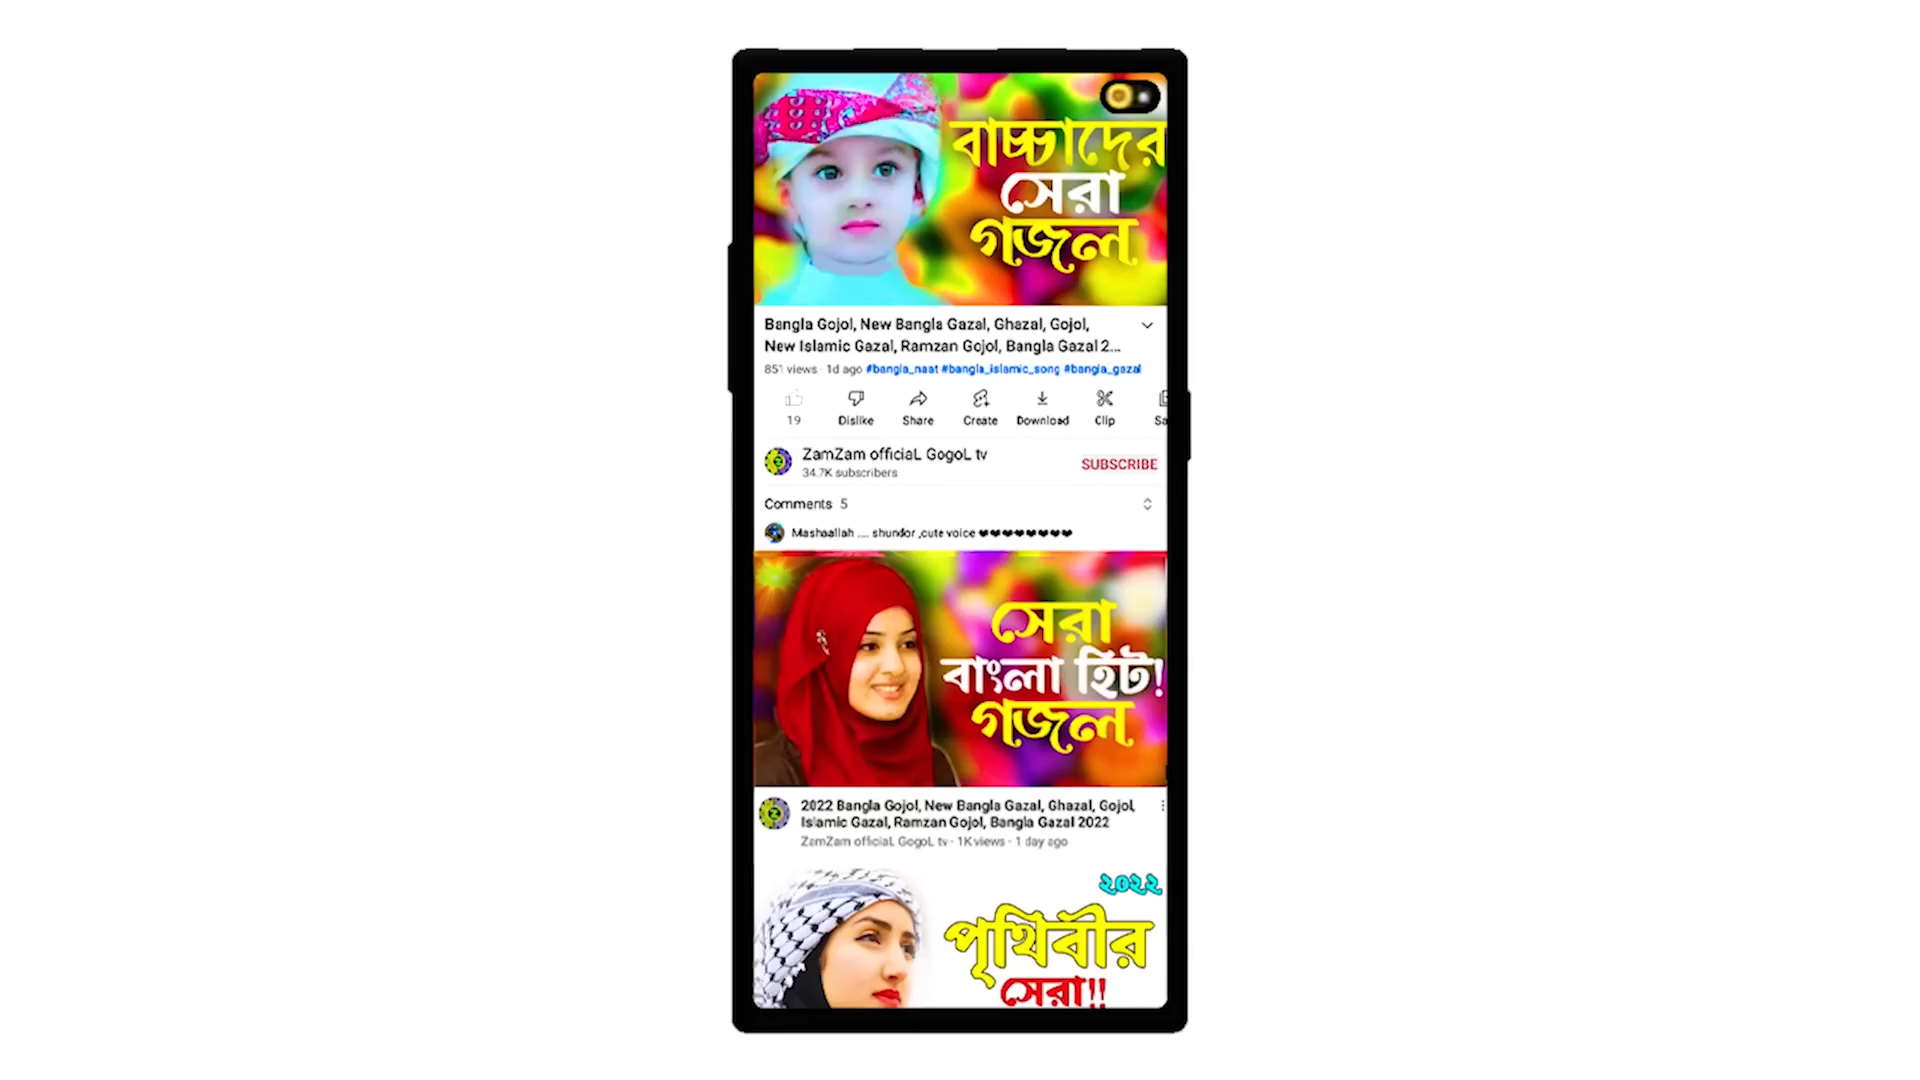 বাচ্চাদের
সেরা
গজল
Bangla Gojol, New Bangla Gazal, Ghazal, Gojol,
New Islamic Gazal, Ramzan Gojol, Bangla Gazal 2...
851 views · 1d ago #bangla_naat #bangla_islamic_song #bangla_gazal
19 Dislike Share Create Download Clip Sa
ZamZam officiaL GogoL tv
34.7K subscribers
SUBSCRIBE
Comments 5
Mashaallah .... shundor ,cute voice ❤❤❤❤❤❤❤❤
সেরা
বাংলা হিট!
গজল
2022 Bangla Gojol, New Bangla Gazal, Ghazal, Gojol,
Islamic Gazal, Ramzan Gojol, Bangla Gazal 2022
ZamZam officiaL GogoL tv · 1K views · 1 day ago
২০২২
পৃথিবীর
সেরা!!